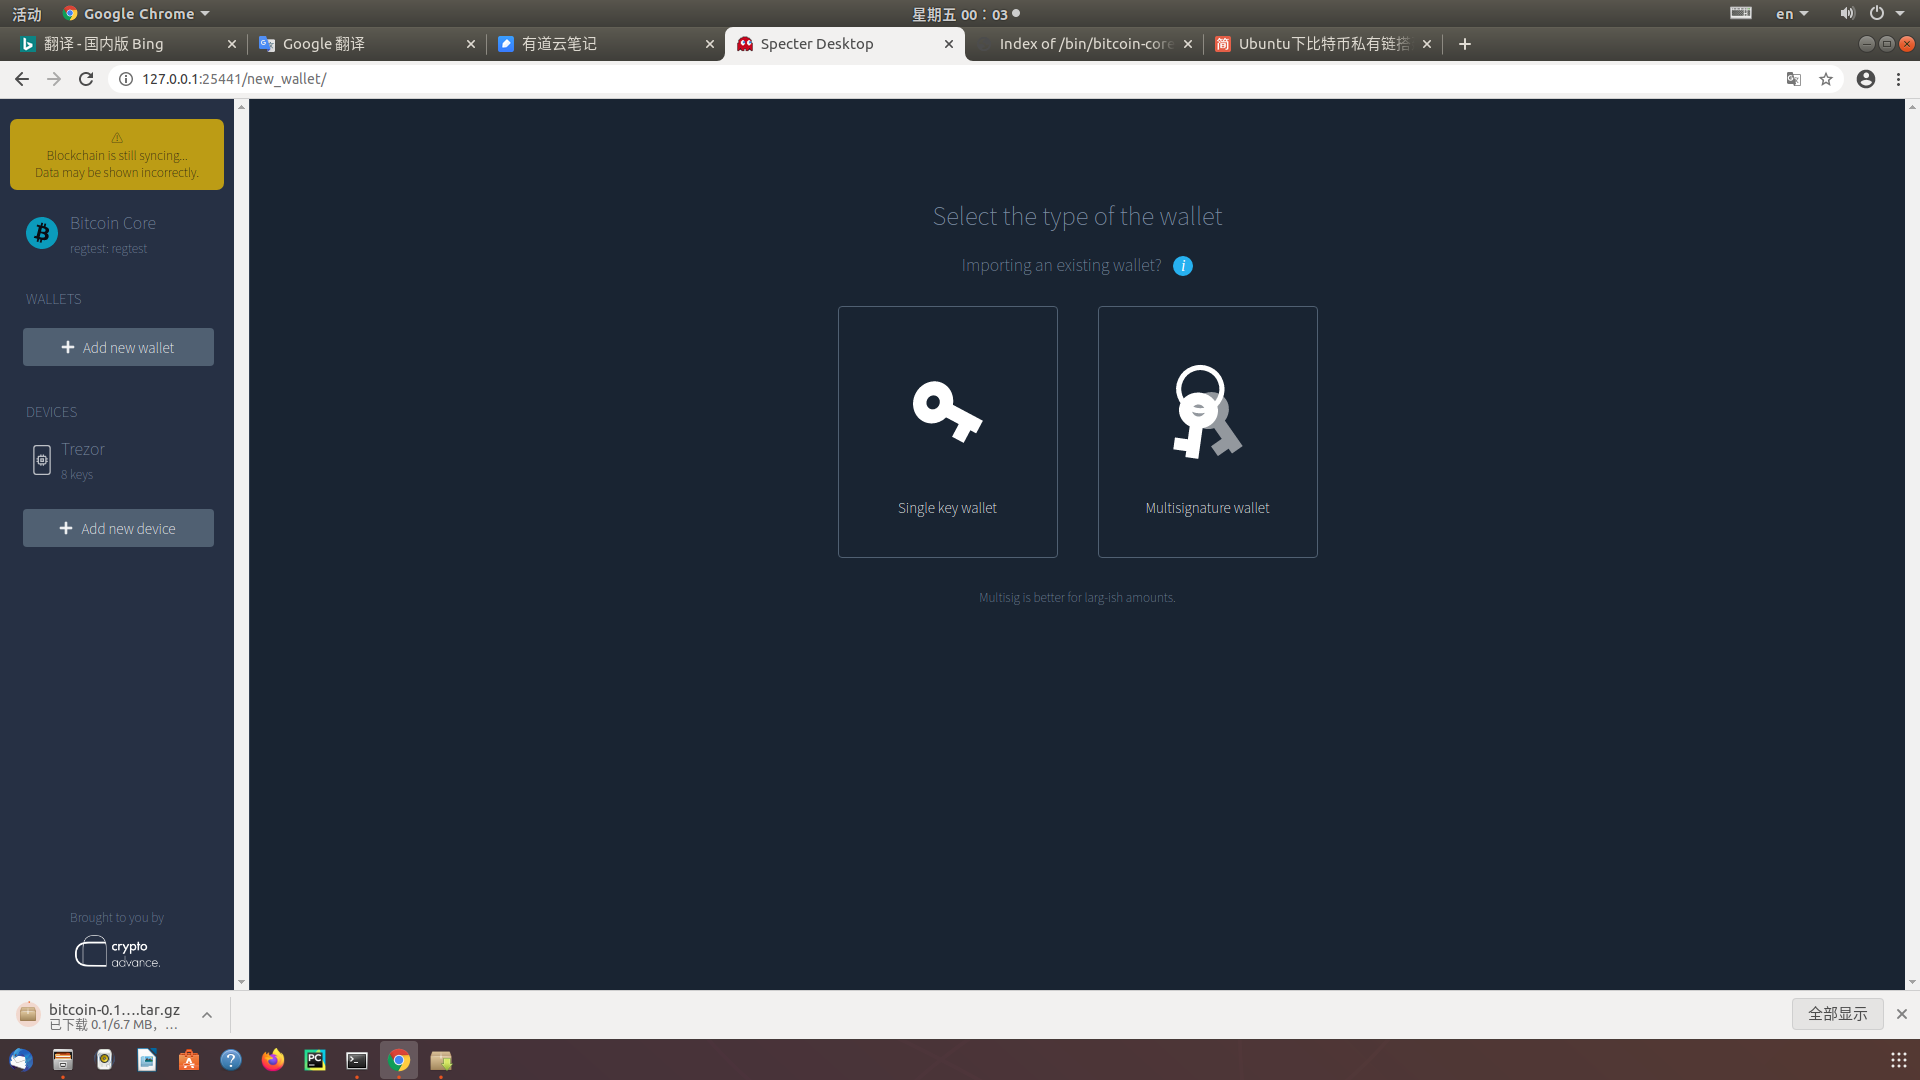 活动
Google Chrome
星期五 00：03
en
翻译 - 国内版 Bing
Google 翻译
有道云笔记
Specter Desktop
Index of /bin/bitcoin-core
Ubuntu下比特币私有链搭
127.0.0.1:25441/new_wallet/
Blockchain is still syncing...
Data may be shown incorrectly.
Bitcoin Core
regtest: regtest
WALLETS
Add new wallet
DEVICES
Trezor
8 keys
Add new device
Select the type of the wallet
Importing an existing wallet?
Single key wallet
Multisignature wallet
Multisig is better for larg-ish amounts.
Brought to you by
crypto
advance.
bitcoin-0.1....tar.gz
已下载 0.1/6.7 MB，...
全部显示